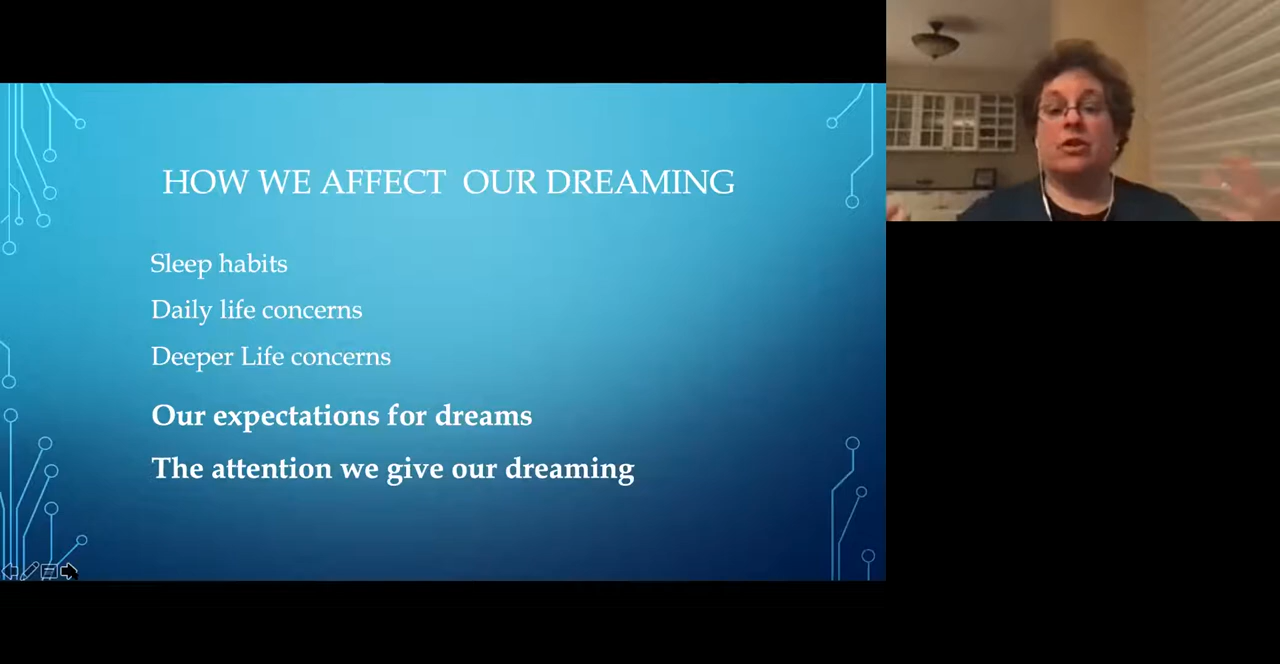 HOW WE AFFECT OUR DREAMING
Sleep habits
Daily life concerns
Deeper Life concerns
Our expectations for dreams
The attention we give our dreaming